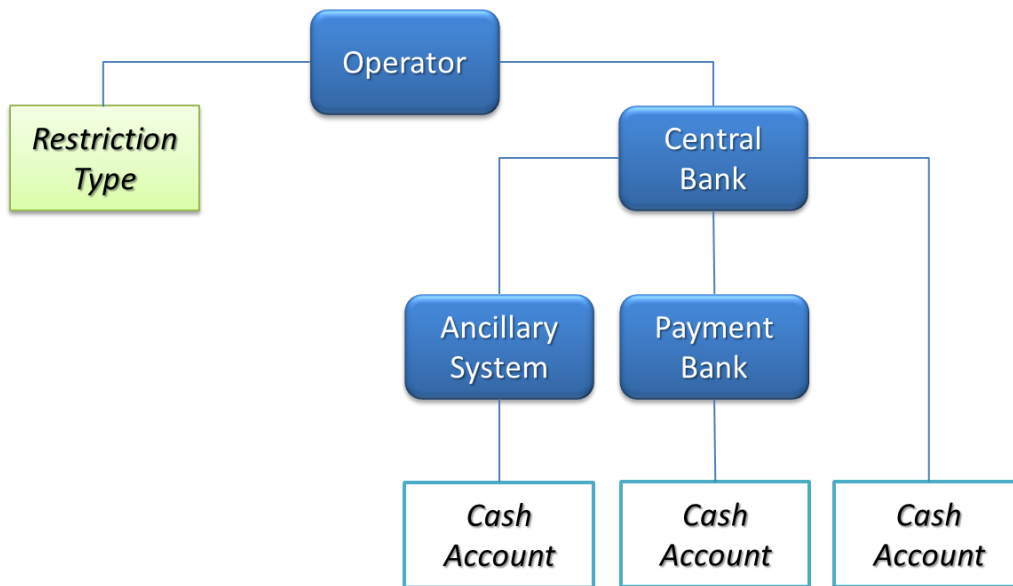 Operator
Restriction
Type
Central
Bank
Ancillary
System
Payment
Bank
Cash
Account
Cash
Account
Cash
Account